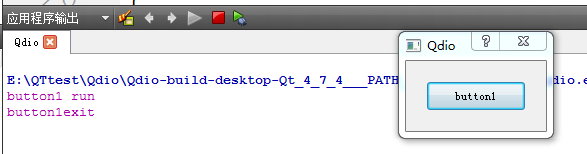 应用程序输出
Qdio
E:\QTtest\Qdio\Qdio-build-desktop-Qt_4_7_4___PATH
dio.e
button1 run
button1exit
Qdio
button1